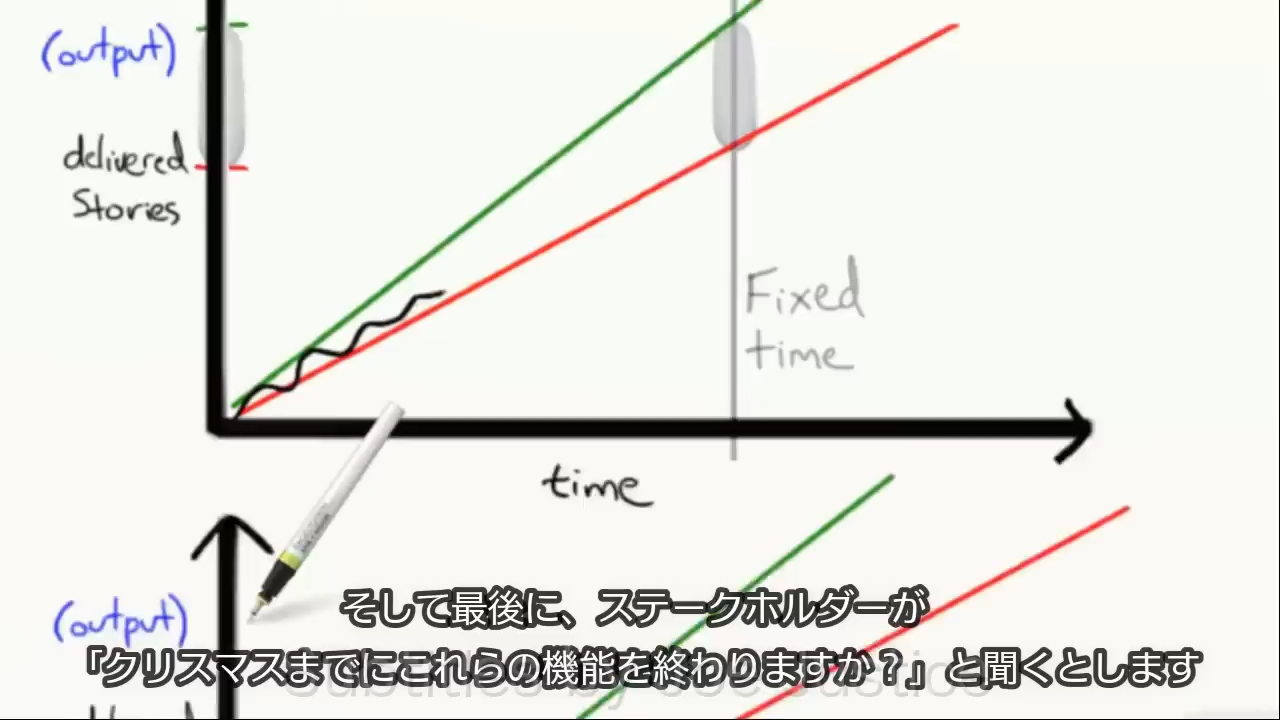 (output)
delivered
Stories
Fixed
time
time
(output)
そして最後に、ステークホルダーが
「クリスマスまでにこれらの機能を終わりますか？」と聞くとします